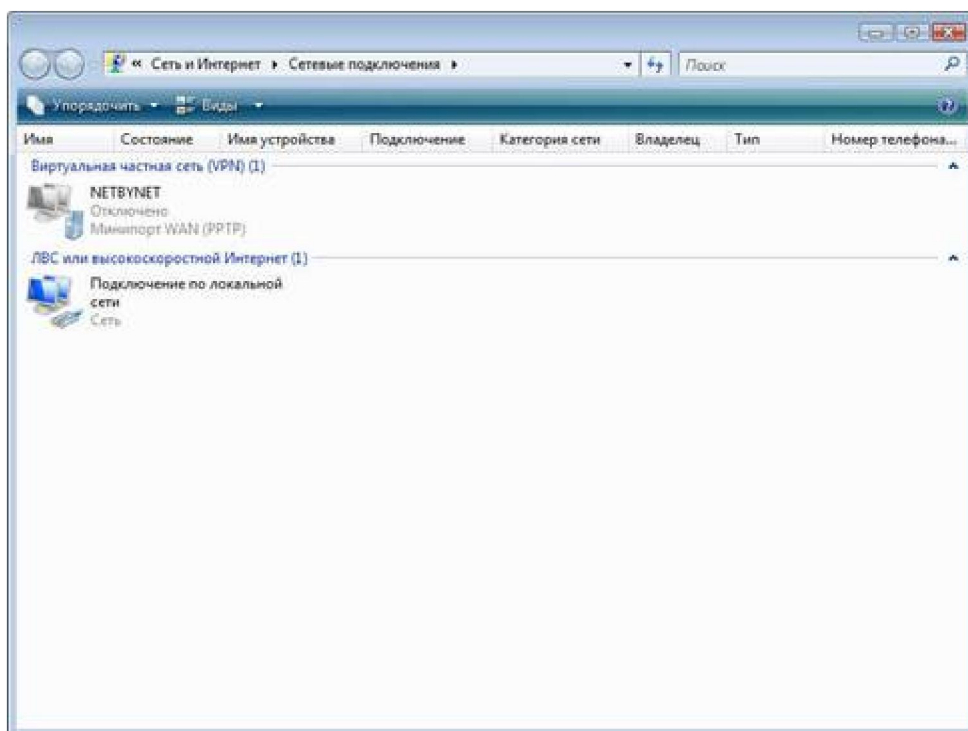 « Сеть и Интернет Сетевые подключения Поиск
Упорядочить Виды
Имя Состояние Имя устройства Подключение Категория сети Владелец Тип Номер телефона...
Виртуальная частная сеть (VPN) (1)
NETBYNET
Отключено
Минипорт WAN (PPTP)
ЛВС или высокоскоростной Интернет (1)
Подключение по локальной
сети
Сеть